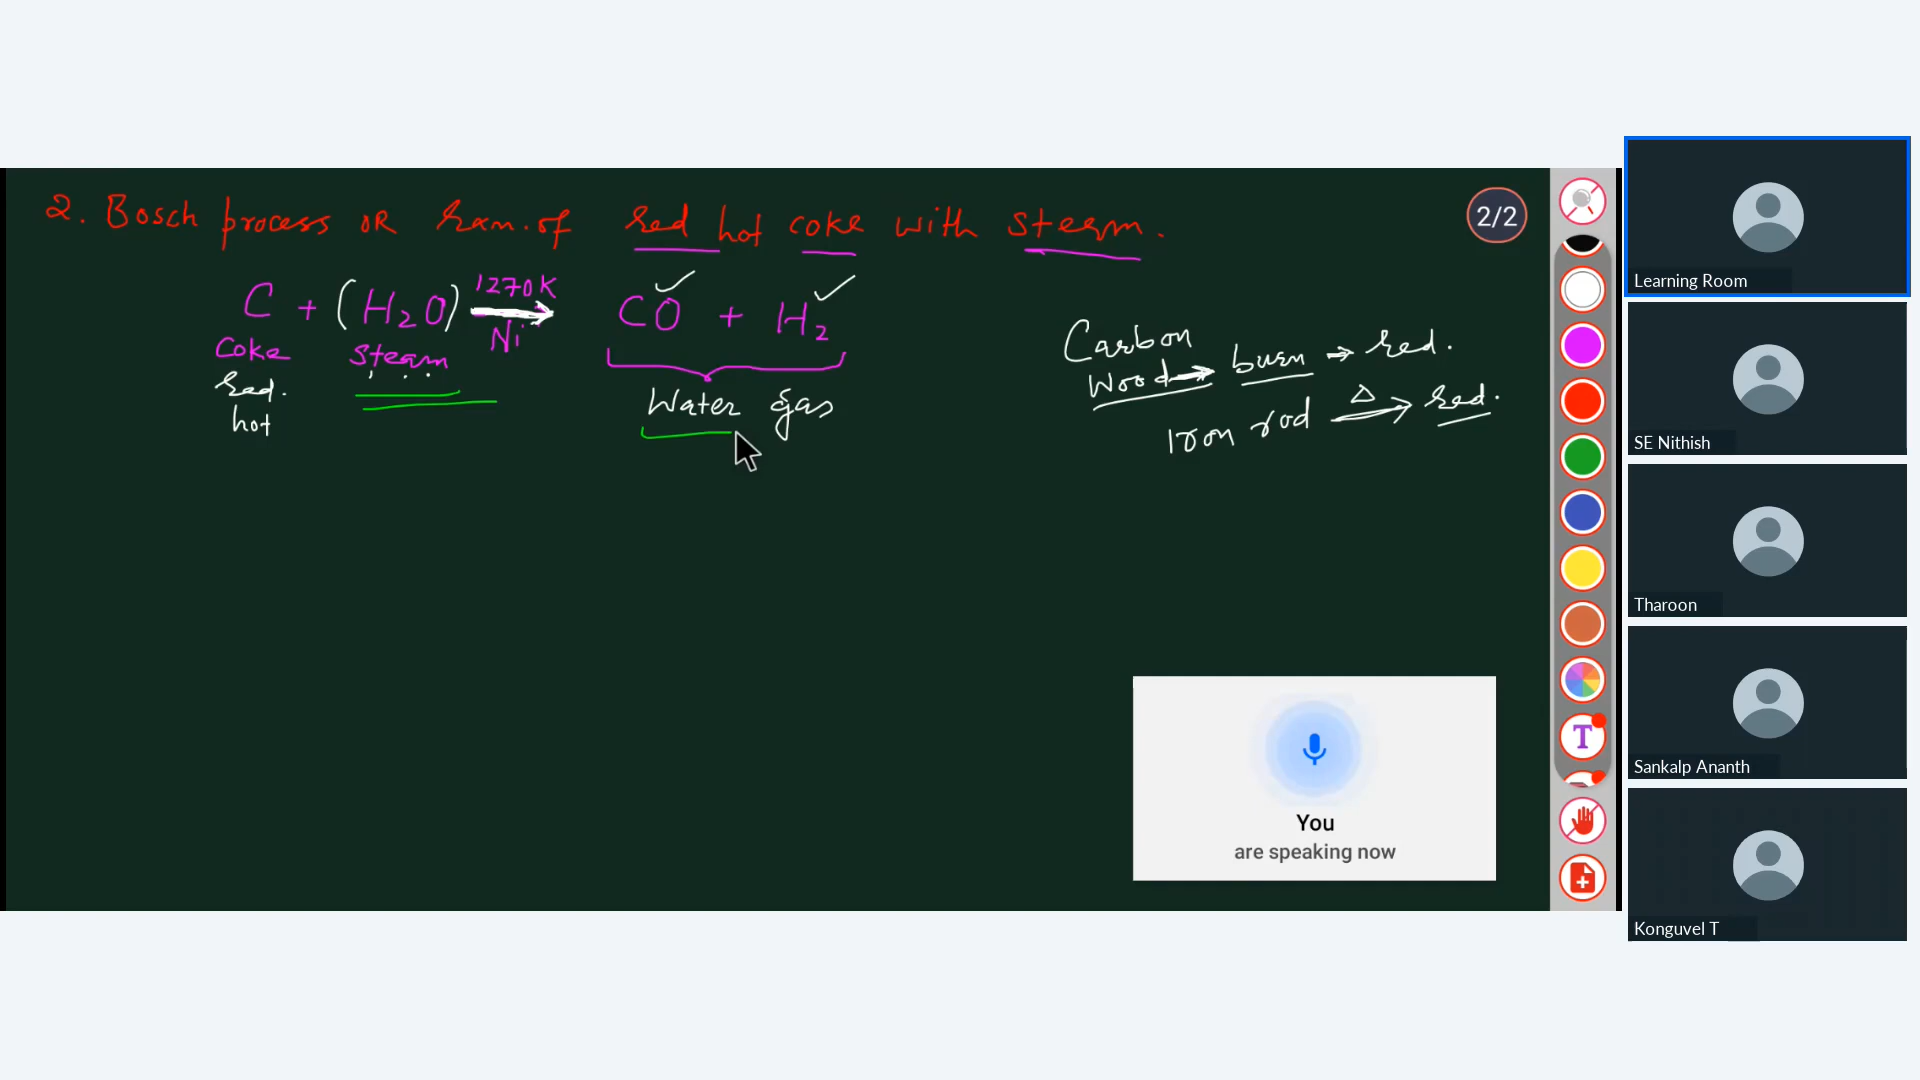 2. Bosch process OR Rxn. of red hot coke with steam.
2/2
C + (H2O) 1270K Ni CO + H2
Coke steam
red. hot
Water gas
Carbon
Wood → burn → red.
Iron rod Δ → red.
T
You
are speaking now
Learning Room
SE Nithish
Tharoon
Sankalp Ananth
Konguvel T